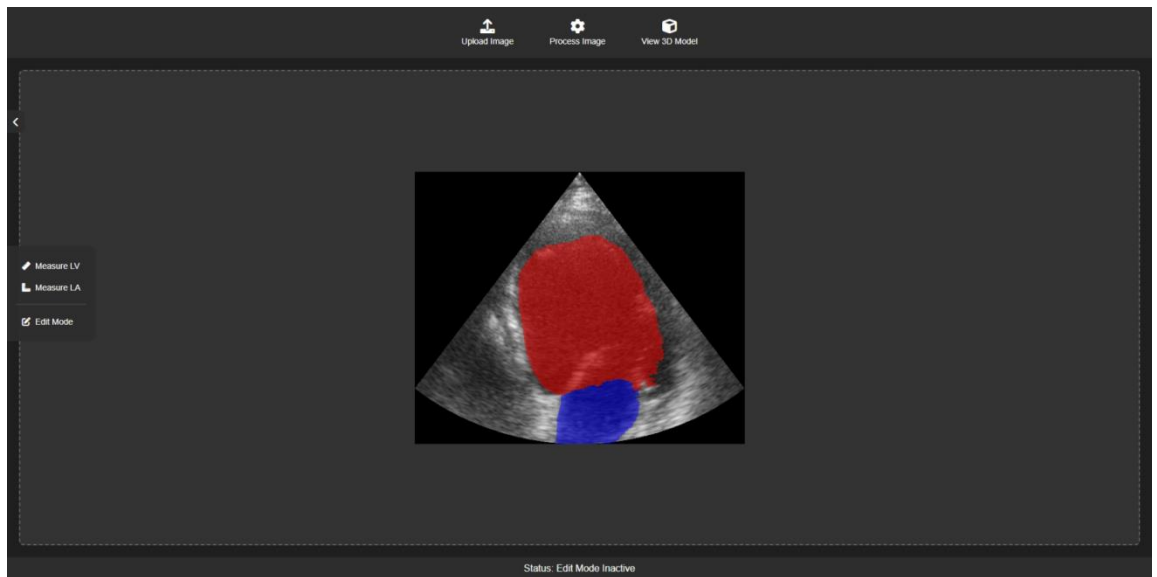 Upload Image
Process Image
View 3D Model
Measure LV
Measure LA
Edit Mode
Status: Edit Mode Inactive